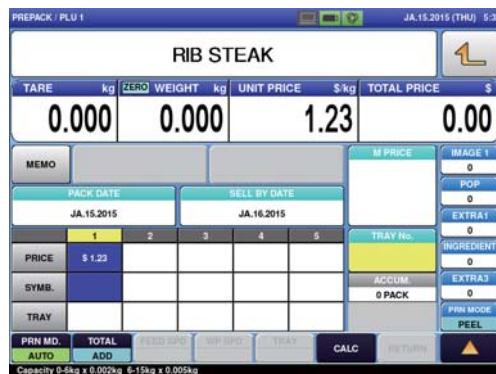 PREPACK / PLU 1 JA.15.2015 (THU) 5:3
RIB STEAK
TARE kg ZERO WEIGHT kg UNIT PRICE $/kg TOTAL PRICE $
0.000 0.000 1.23 0.00
MEMO M PRICE IMAGE 1
0
PACK DATE SELL BY DATE POP
JA.15.2015 JA.16.2015 0
EXTRA1
0
1 2 3 4 5 TRAY No. INGREDIENT
PRICE $ 1.23 0
SYMB. ACCUM. EXTRA3
0 PACK 0
TRAY PRN MODE
PEEL
PRN MD. TOTAL FEED SPD WP SPD TRAY CALC RETURN
AUTO ADD
Capacity 0-6kg x 0.002kg 6-15kg x 0.005kg